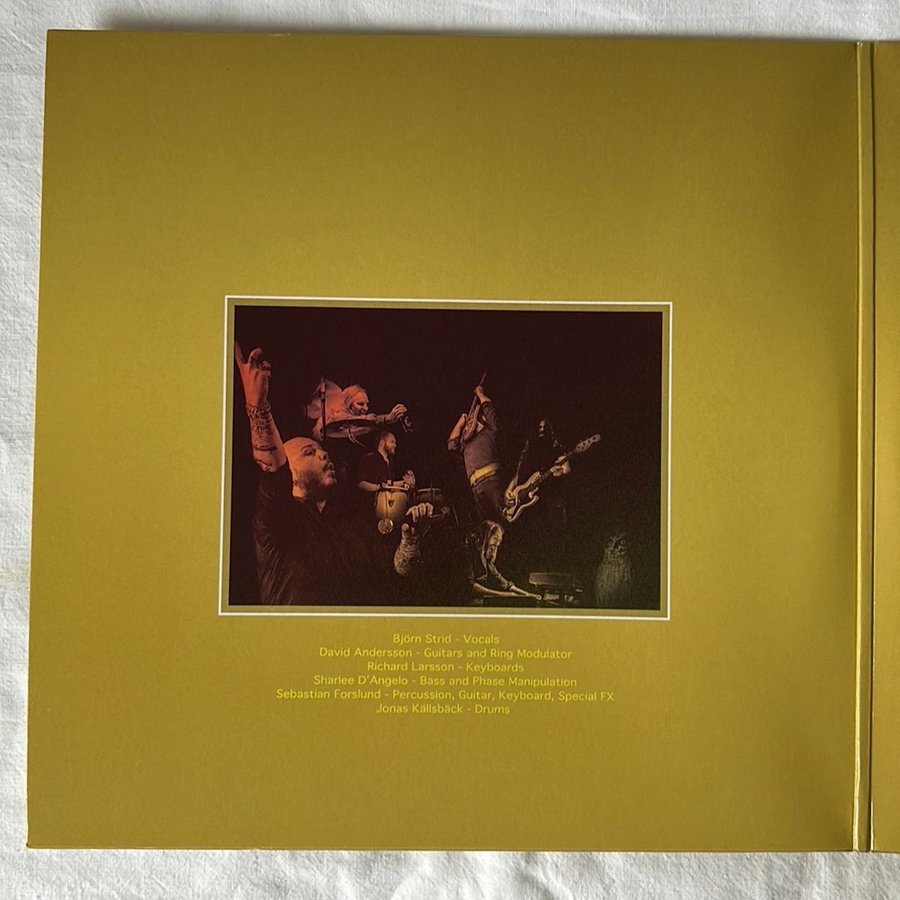 Björn Strid - Vocals
David Andersson - Guitars and Ring Modulator
Richard Larsson - Keyboards
Sharlee D'Angelo - Bass and Phase Manipulation
Sebastian Forslund - Percussion, Guitar, Keyboard, Special FX
Jonas Källsbäck - Drums